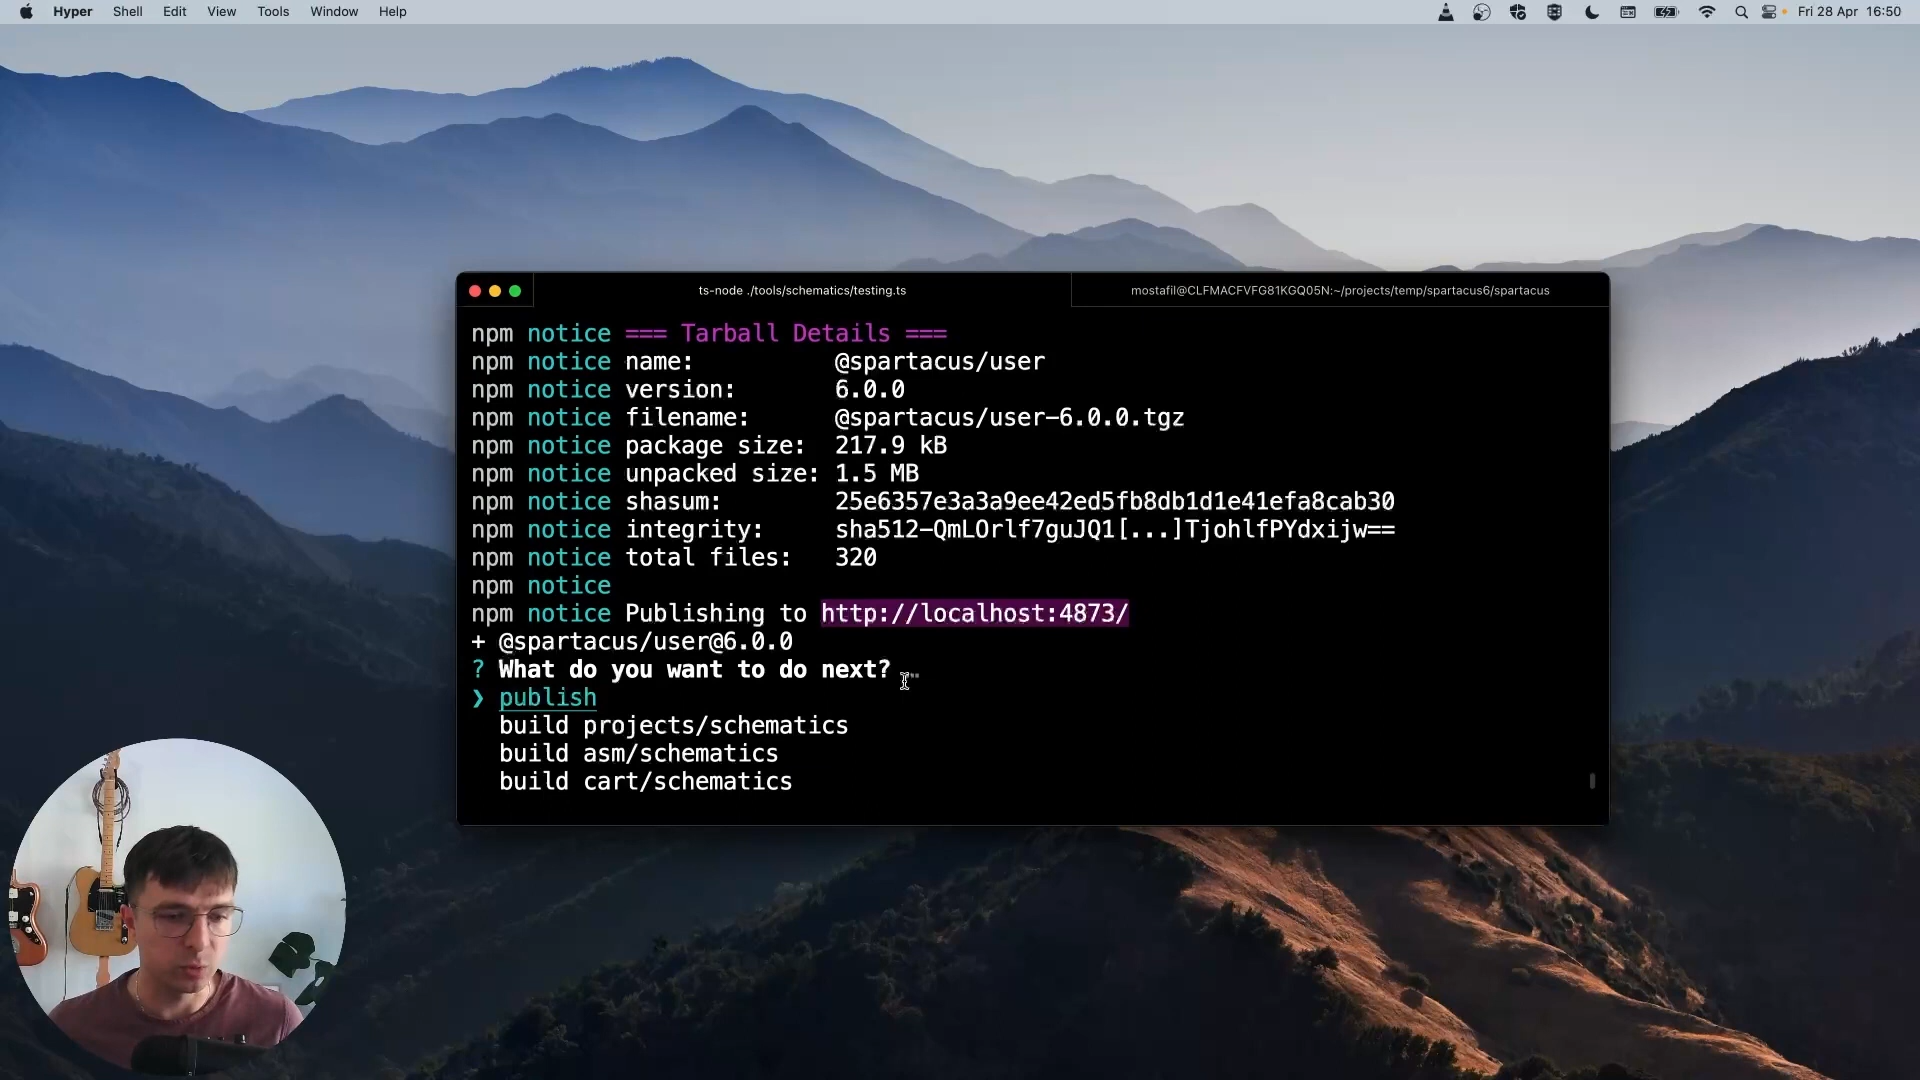 Hyper Shell Edit View Tools Window Help Fri 28 Apr 16:50
ts-node ./tools/schematics/testing.ts mostafil@CLFMACFVFG81KGQ05N:~/projects/temp/spartacus6/spartacus
npm notice === Tarball Details ===
npm notice name: @spartacus/user
npm notice version: 6.0.0
npm notice filename: @spartacus/user-6.0.0.tgz
npm notice package size: 217.9 kB
npm notice unpacked size: 1.5 MB
npm notice shasum: 25e6357e3a3a9ee42ed5fb8db1d1e41efa8cab30
npm notice integrity: sha512-QmLOrlf7guJQ1[...]TjohlfPYdxijw==
npm notice total files: 320
npm notice
npm notice Publishing to http://localhost:4873/
+ @spartacus/user@6.0.0
? What do you want to do next? …
❯ publish
build projects/schematics
build asm/schematics
build cart/schematics